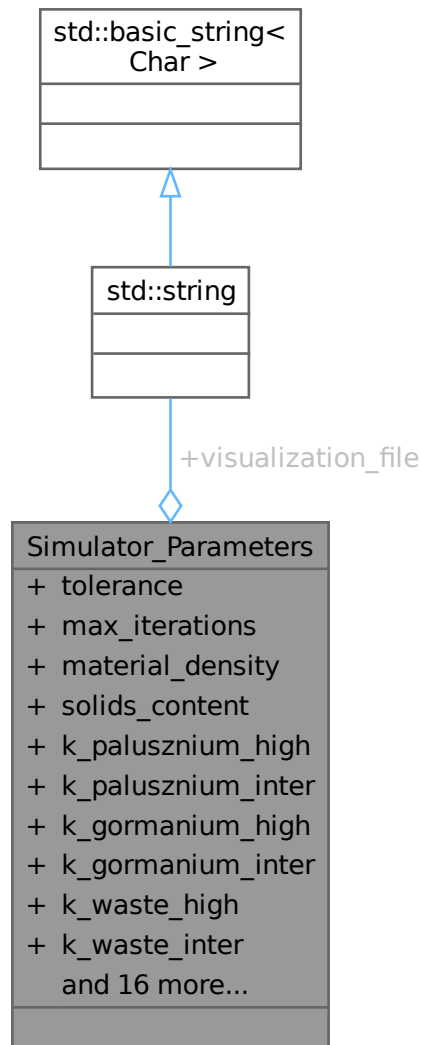 std::basic_string<
Char >
std::string
+visualization_file
Simulator_Parameters
+ tolerance
+ max_iterations
+ material_density
+ solids_content
+ k_palusznium_high
+ k_palusznium_inter
+ k_gormanium_high
+ k_gormanium_inter
+ k_waste_high
+ k_waste_inter
and 16 more...